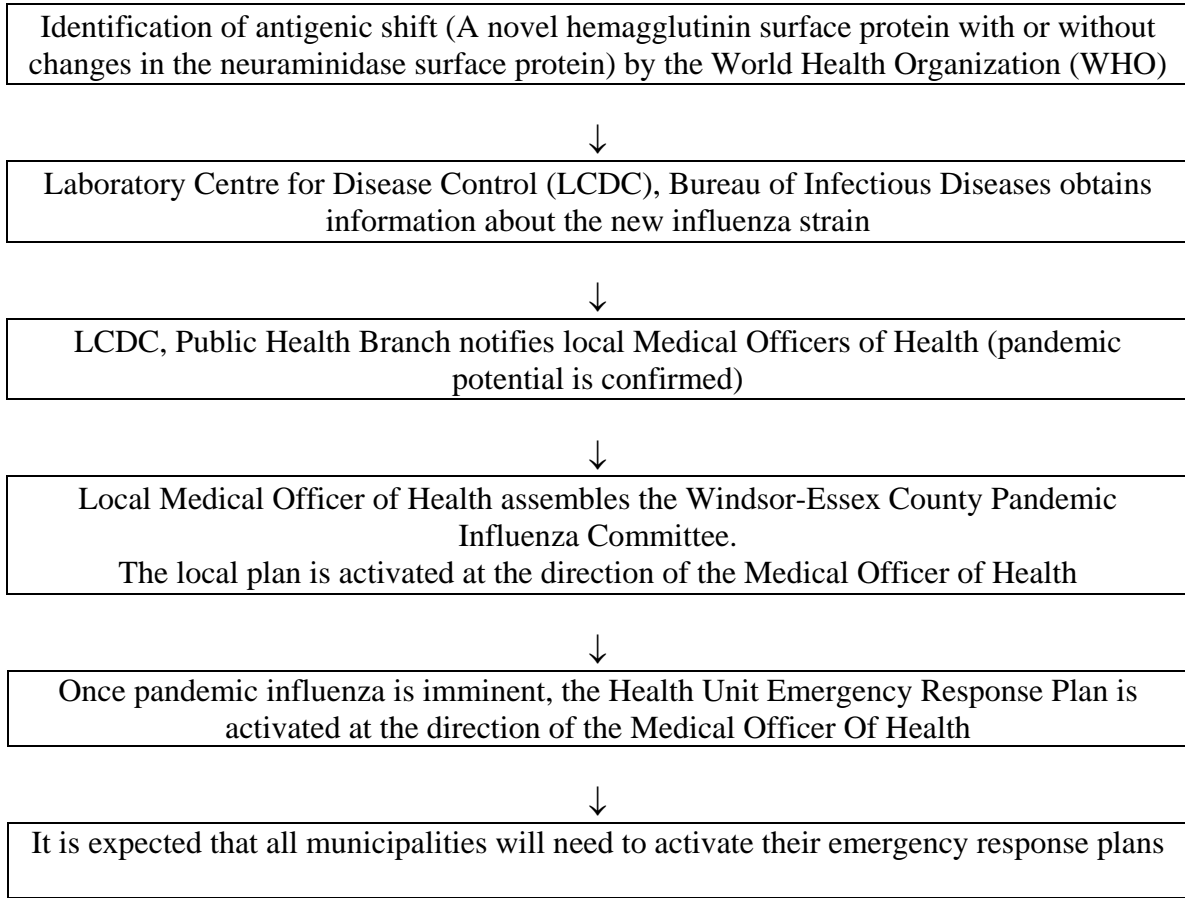 Identification of antigenic shift (A novel hemagglutinin surface protein with or without
changes in the neuraminidase surface protein) by the World Health Organization (WHO)
↓
Laboratory Centre for Disease Control (LCDC), Bureau of Infectious Diseases obtains
information about the new influenza strain
↓
LCDC, Public Health Branch notifies local Medical Officers of Health (pandemic
potential is confirmed)
↓
Local Medical Officer of Health assembles the Windsor-Essex County Pandemic
Influenza Committee.
The local plan is activated at the direction of the Medical Officer of Health
↓
Once pandemic influenza is imminent, the Health Unit Emergency Response Plan is
activated at the direction of the Medical Officer Of Health
↓
It is expected that all municipalities will need to activate their emergency response plans